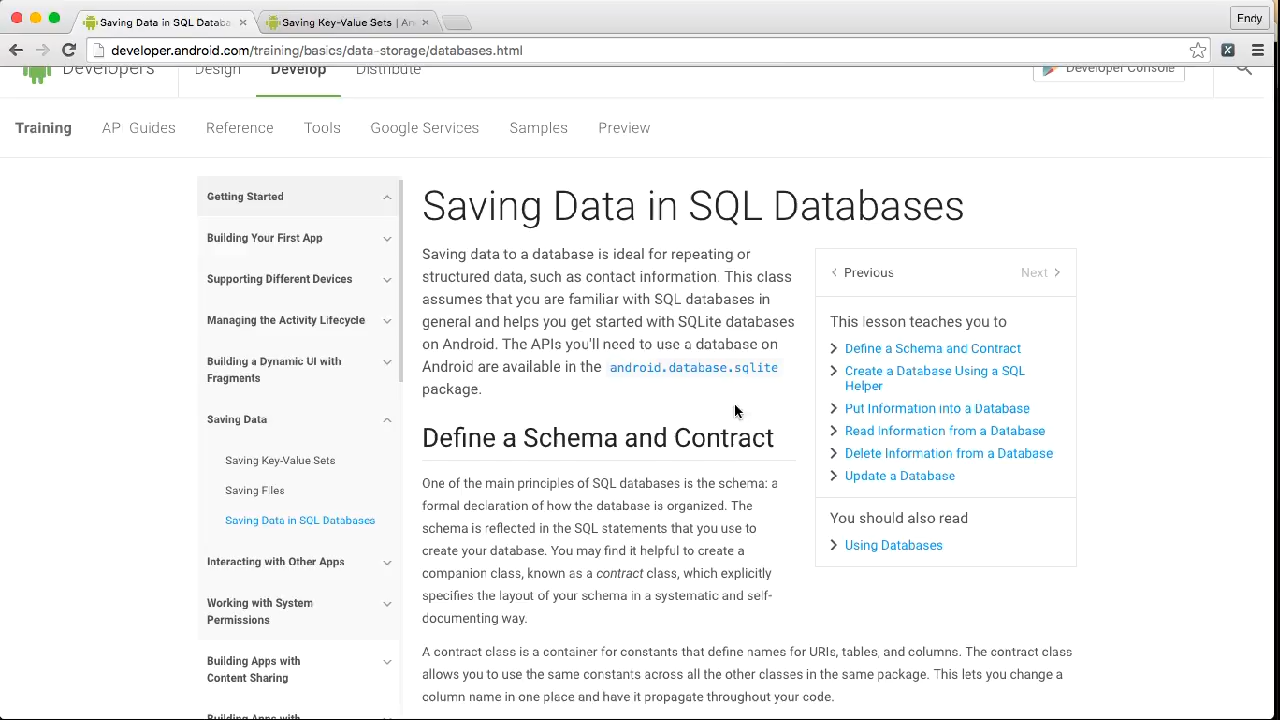 Saving Data in SQL Databa
Saving Key-Value Sets | An
Endy
developer.android.com/training/basics/data-storage/databases.html
Developers
Design
Develop
Distribute
Developer Console
Training
API Guides
Reference
Tools
Google Services
Samples
Preview
Getting Started
Building Your First App
Supporting Different Devices
Managing the Activity Lifecycle
Building a Dynamic UI with
Fragments
Saving Data
Saving Key-Value Sets
Saving Files
Saving Data in SQL Databases
Interacting with Other Apps
Working with System
Permissions
Building Apps with
Content Sharing
Building Apps with
Saving Data in SQL Databases
Saving data to a database is ideal for repeating or
structured data, such as contact information. This class
assumes that you are familiar with SQL databases in
general and helps you get started with SQLite databases
on Android. The APIs you'll need to use a database on
Android are available in the android.database.sqlite
package.
Define a Schema and Contract
One of the main principles of SQL databases is the schema: a
formal declaration of how the database is organized. The
schema is reflected in the SQL statements that you use to
create your database. You may find it helpful to create a
companion class, known as a contract class, which explicitly
specifies the layout of your schema in a systematic and self-
documenting way.
A contract class is a container for constants that define names for URIs, tables, and columns. The contract class
allows you to use the same constants across all the other classes in the same package. This lets you change a
column name in one place and have it propagate throughout your code.
Previous
Next
This lesson teaches you to
Define a Schema and Contract
Create a Database Using a SQL
Helper
Put Information into a Database
Read Information from a Database
Delete Information from a Database
Update a Database
You should also read
Using Databases